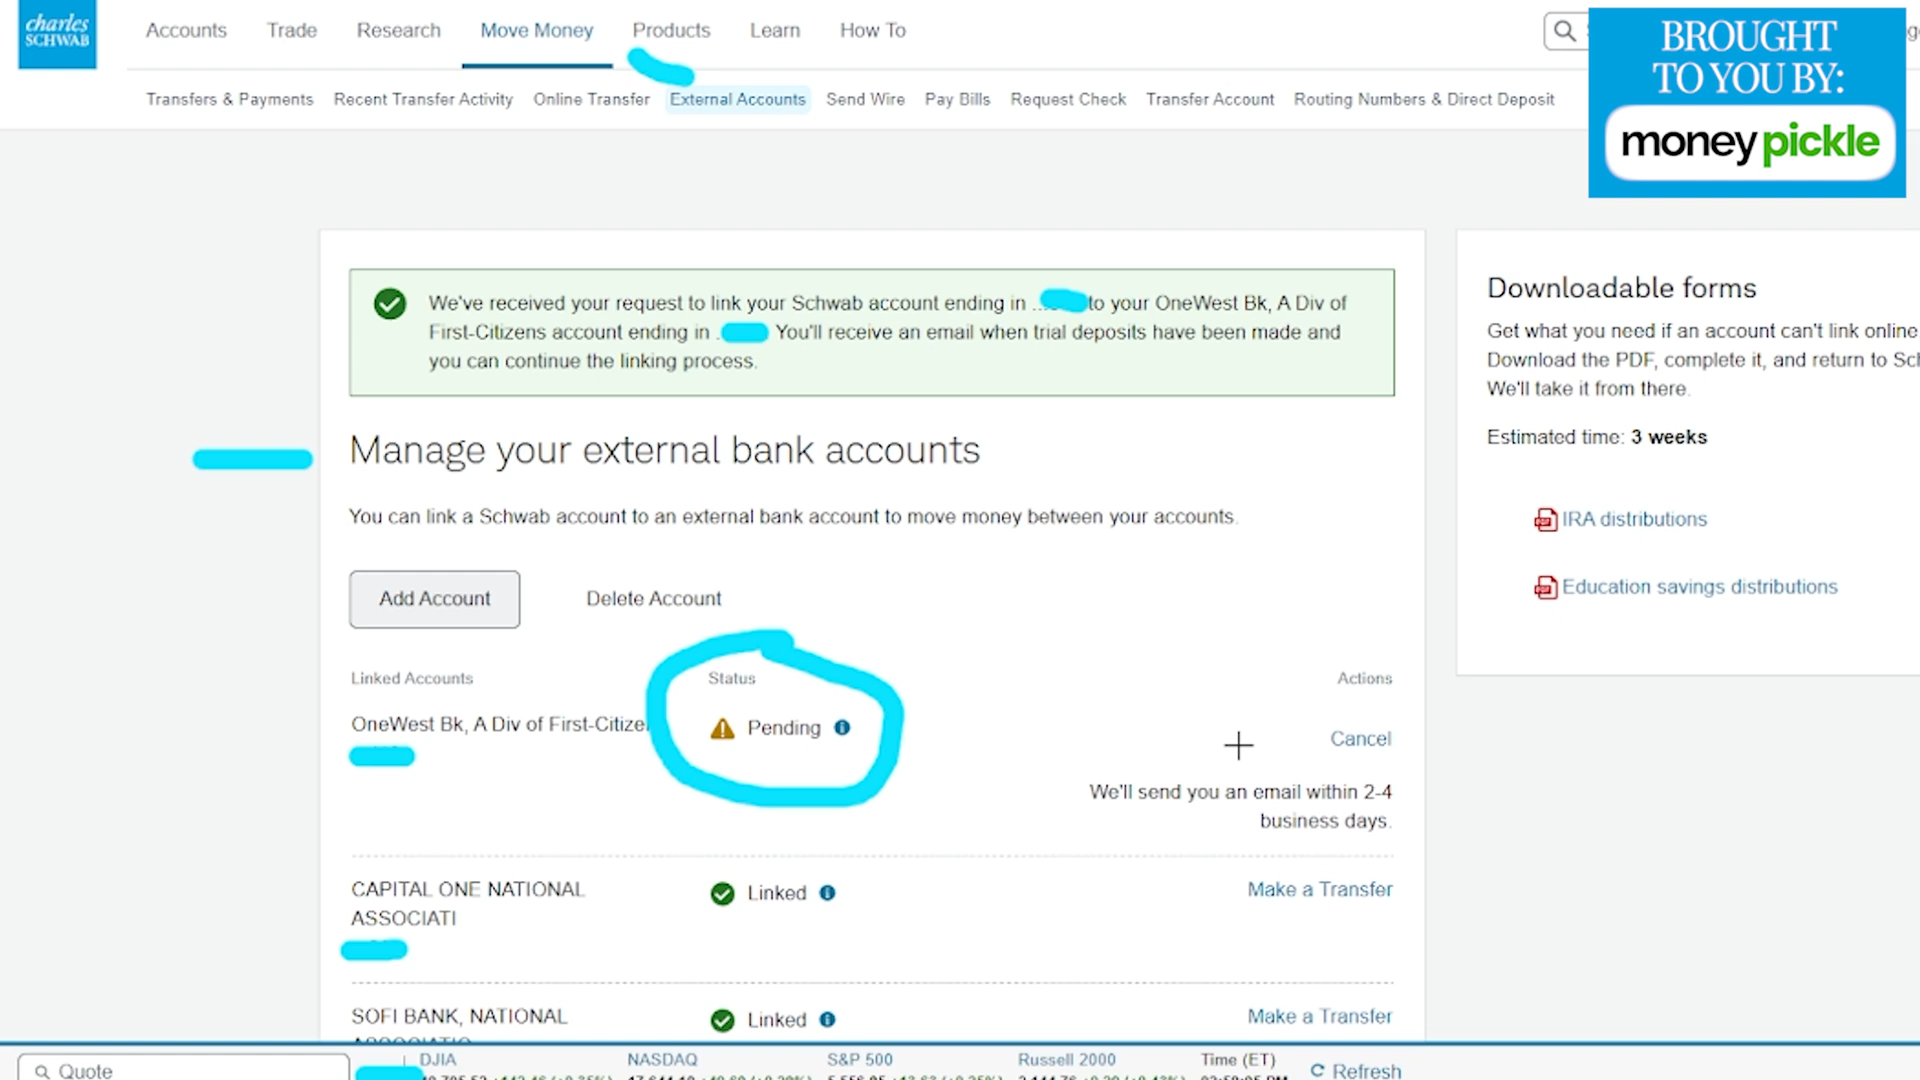 charles
SCHWAB
Accounts
Trade
Research
Move Money
Products
Learn
How To
BROUGHT
TO YOU BY:
moneypickle
Transfers & Payments
Recent Transfer Activity
Online Transfer
External Accounts
Send Wire
Pay Bills
Request Check
Transfer Account
Routing Numbers & Direct Deposit
We've received your request to link your Schwab account ending in to your OneWest Bk, A Div of
First-Citizens account ending in You'll receive an email when trial deposits have been made and
you can continue the linking process.
Manage your external bank accounts
You can link a Schwab account to an external bank account to move money between your accounts.
Add Account
Delete Account
Linked Accounts
Status
Actions
OneWest Bk, A Div of
Pending
Cancel
We'll send you an email within 2-4
business days.
CAPITAL ONE NATIONAL
ASSOCIATI
Linked
Make a Transfer
SOFI BANK, NATIONAL
Linked
Make a Transfer
Downloadable forms
Get what you need if an account can't link online
Download the PDF, complete it, and return to
We'll take it from there.
Estimated time: 3 weeks
IRA distributions
Education savings distributions
Quote
DJIA
NASDAQ
S&P 500
Russell 2000
Time (ET)
Refresh